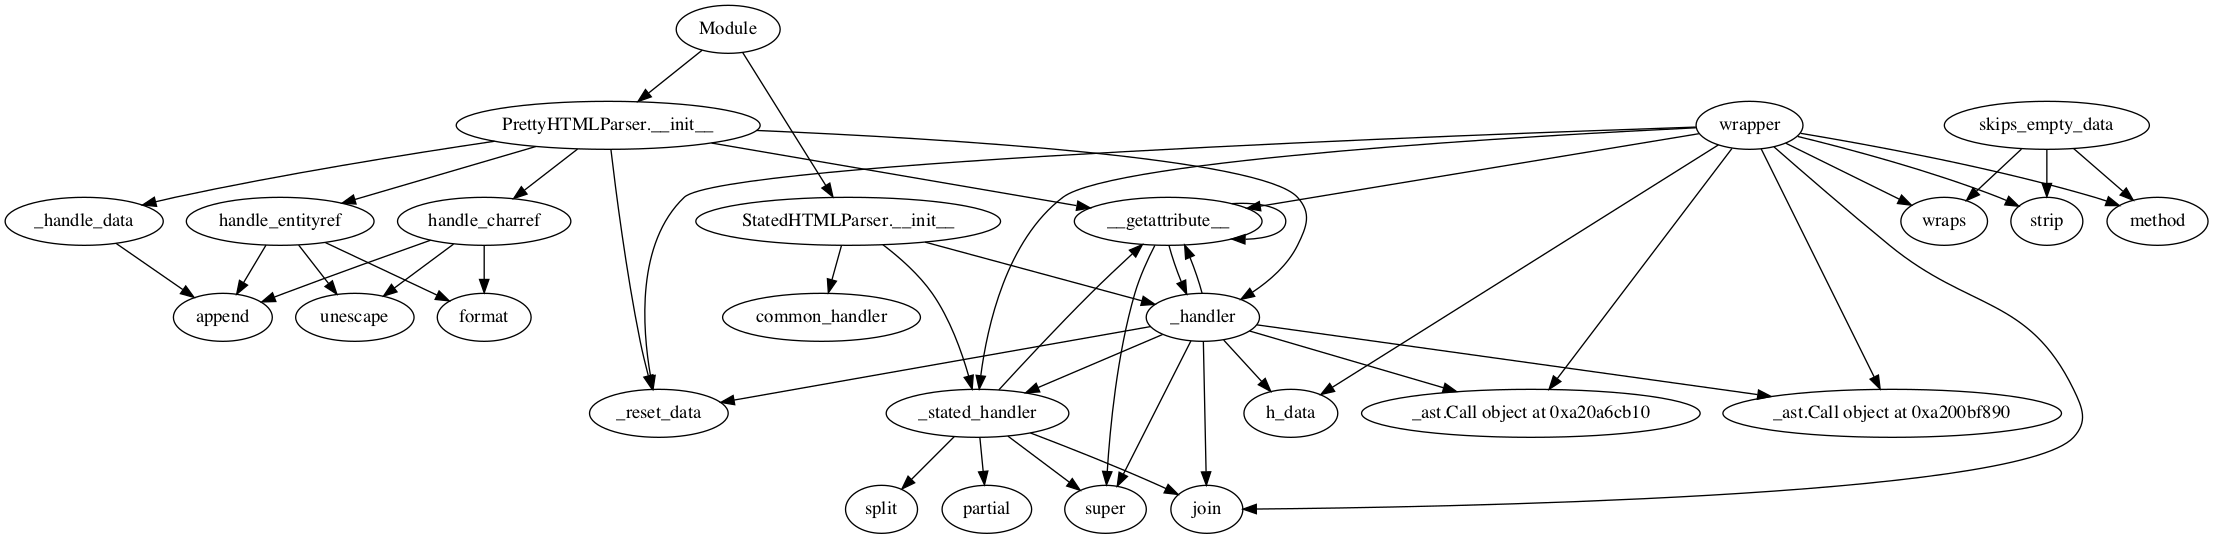 Module
PrettyHTMLParser.__init__
wrapper
skips_empty_data
_handle_data
handle_entityref
handle_charref
StatedHTMLParser.__init__
__getattribute__
wraps
strip
method
append
unescape
format
common_handler
_handler
_reset_data
_stated_handler
h_data
_ast.Call object at 0xa20a6cb10
_ast.Call object at 0xa200bf890
split
partial
super
join